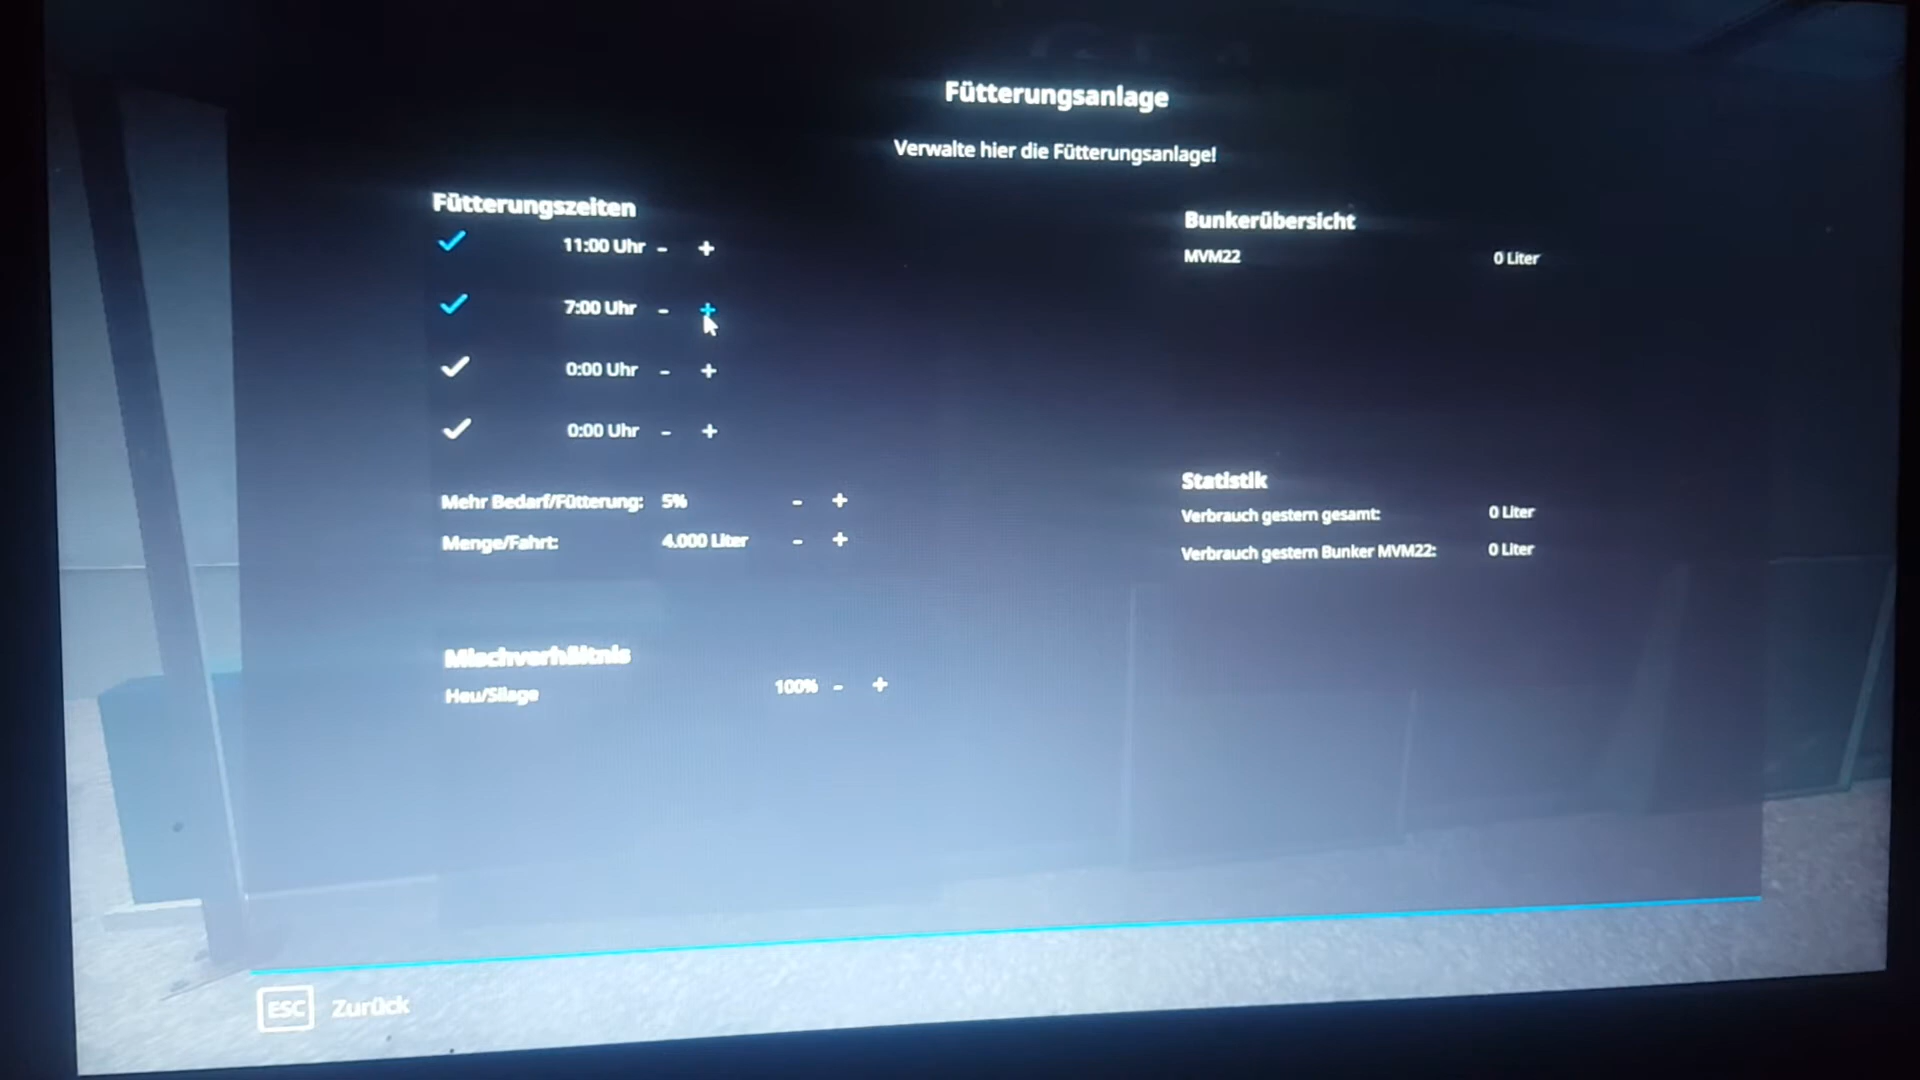 Fütterungsanlage
Verwalte hier die Fütterungsanlage!
Fütterungszeiten
11:00 Uhr - +
7:00 Uhr - +
0:00 Uhr - +
0:00 Uhr - +
Mehr Bedarf/Fütterung: 5% - +
Menge/Fahrt: 4.000 Liter - +
Mischverhältnis
Heu/Silage 100% - +
Bunkerübersicht
MVM22 0 Liter
Statistik
Verbrauch gestern gesamt: 0 Liter
Verbrauch gestern Bunker MVM22: 0 Liter
ESC Zurück